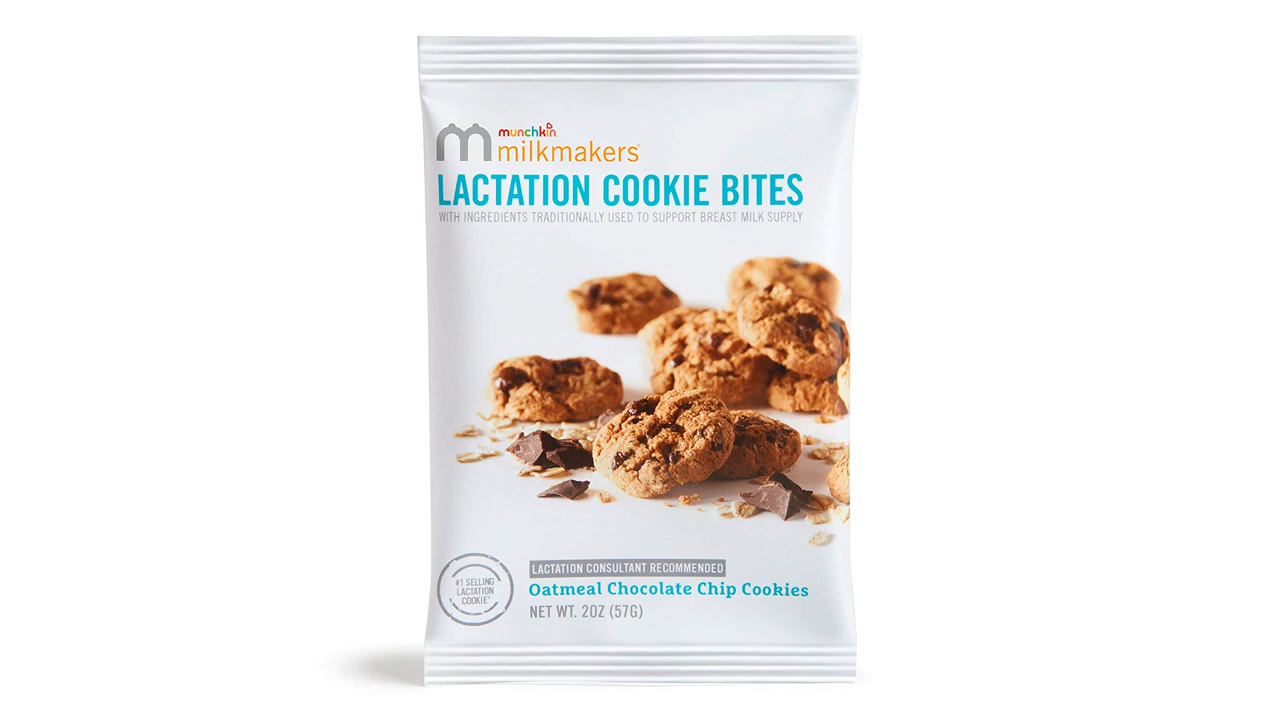 munchkin
milkmakers®
LACTATION COOKIE BITES
WITH INGREDIENTS TRADITIONALLY USED TO SUPPORT BREAST MILK SUPPLY
#1 SELLING
LACTATION
COOKIE*
LACTATION CONSULTANT RECOMMENDED
Oatmeal Chocolate Chip Cookies
NET WT. 2OZ (57G)